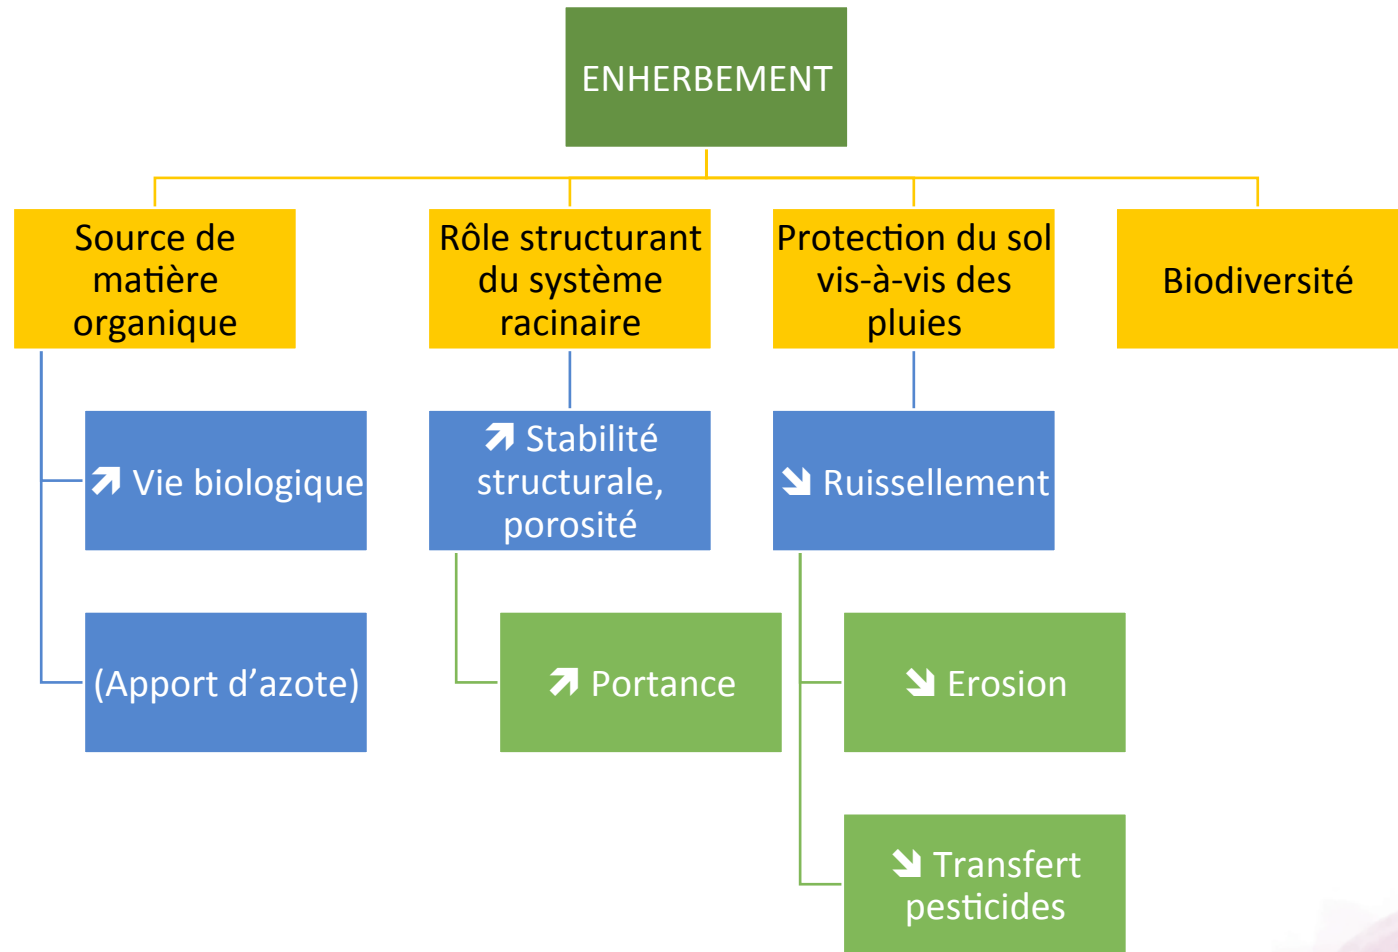 ENHERBEMENT
Source de
matière
organique
Rôle structurant
du système
racinaire
Protection du sol
vis-à-vis des
pluies
Biodiversité
↗ Vie biologique
↗ Stabilité
structurale,
porosité
↘ Ruissellement
(Apport d’azote)
↗ Portance
↘ Erosion
↘ Transfert
pesticides